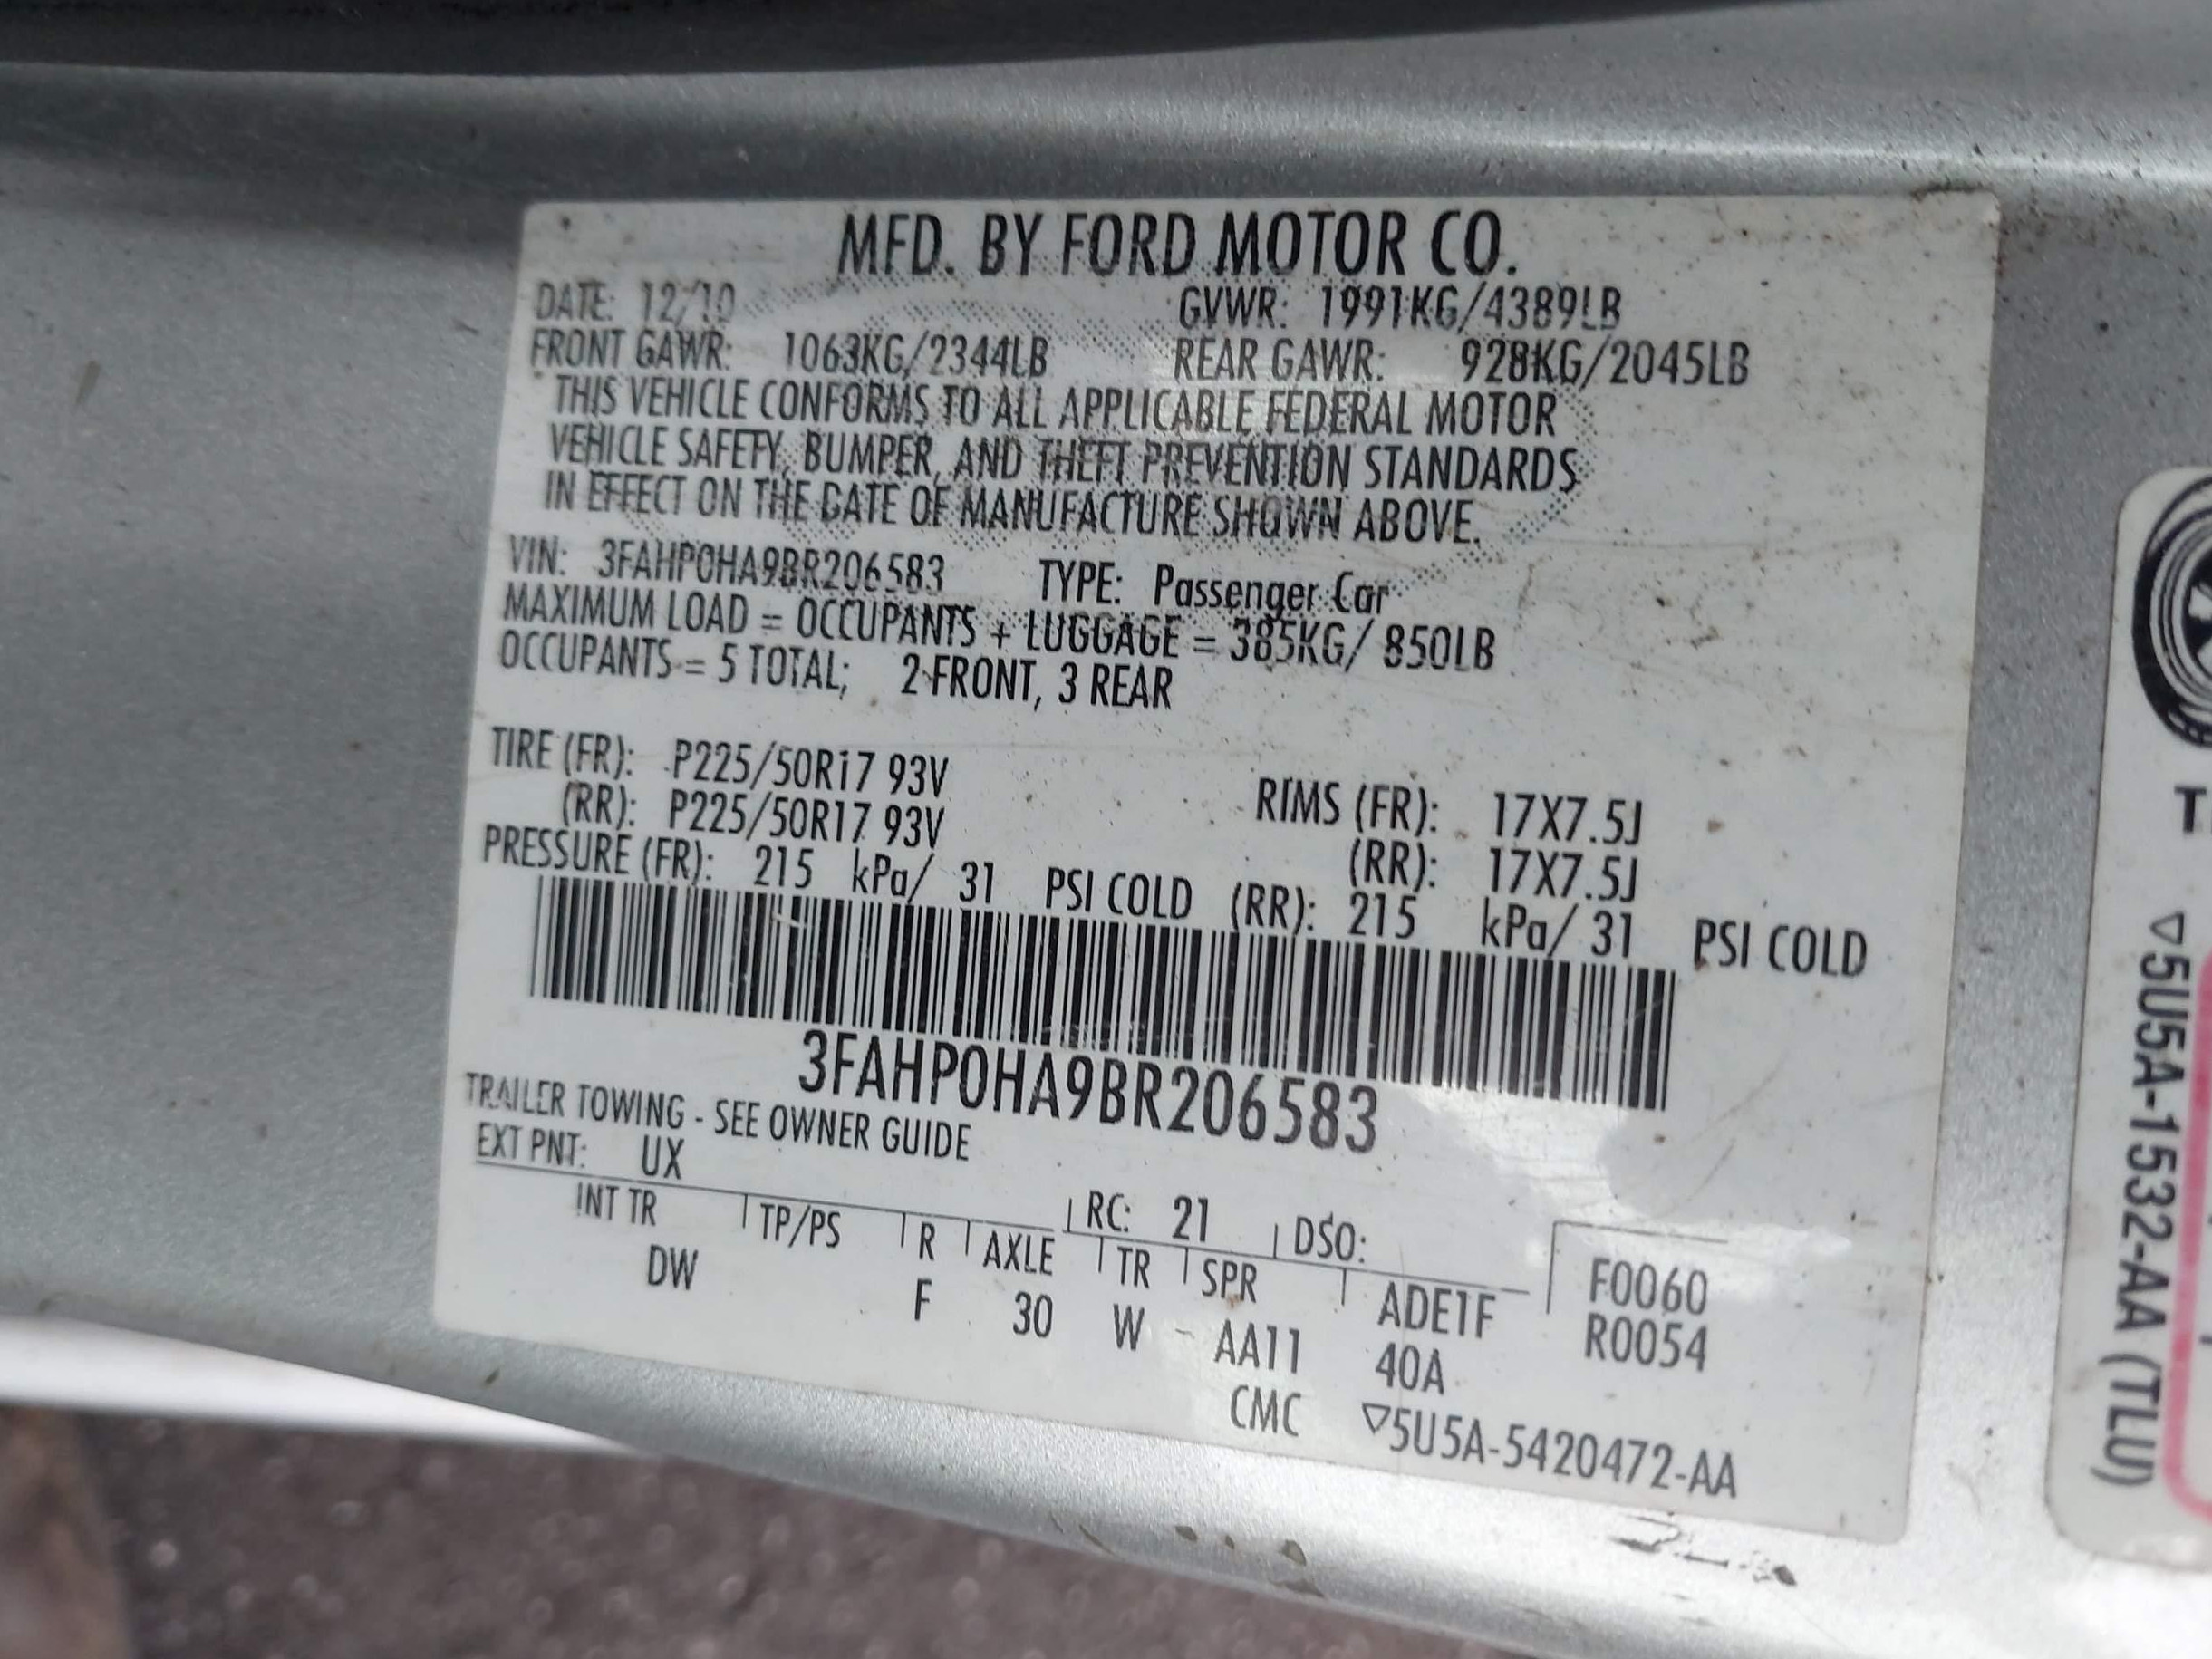 MFD. BY FORD MOTOR CO.
DATE: 12/10 GVWR: 1991KG/4389LB
FRONT GAWR: 1063KG/2344LB REAR GAWR: 928KG/2045LB
THIS VEHICLE CONFORMS TO ALL APPLICABLE FEDERAL MOTOR
VEHICLE SAFETY, BUMPER, AND THEFT PREVENTION STANDARDS
IN EFFECT ON THE DATE OF MANUFACTURE SHOWN ABOVE.
VIN: 3FAHP0HA9BR206583 TYPE: Passenger Car
MAXIMUM LOAD = OCCUPANTS + LUGGAGE = 385KG/ 850LB
OCCUPANTS = 5 TOTAL; 2 FRONT, 3 REAR
TIRE (FR): P225/50R17 93V RIMS (FR): 17X7.5J
(RR): P225/50R17 93V (RR): 17X7.5J
PRESSURE (FR): 215 kPa/ 31 PSI COLD (RR): 215 kPa/ 31 PSI COLD
3FAHP0HA9BR206583
TRAILER TOWING - SEE OWNER GUIDE
EXT PNT: UX RC: 21 DSO: F0060
INT TR TP/PS R AXLE TR SPR ADE1F R0054
DW F 30 W AA11 40A
CMC ▽5U5A-5420472-AA
T
▽5U5A-1532-AA (TLU)